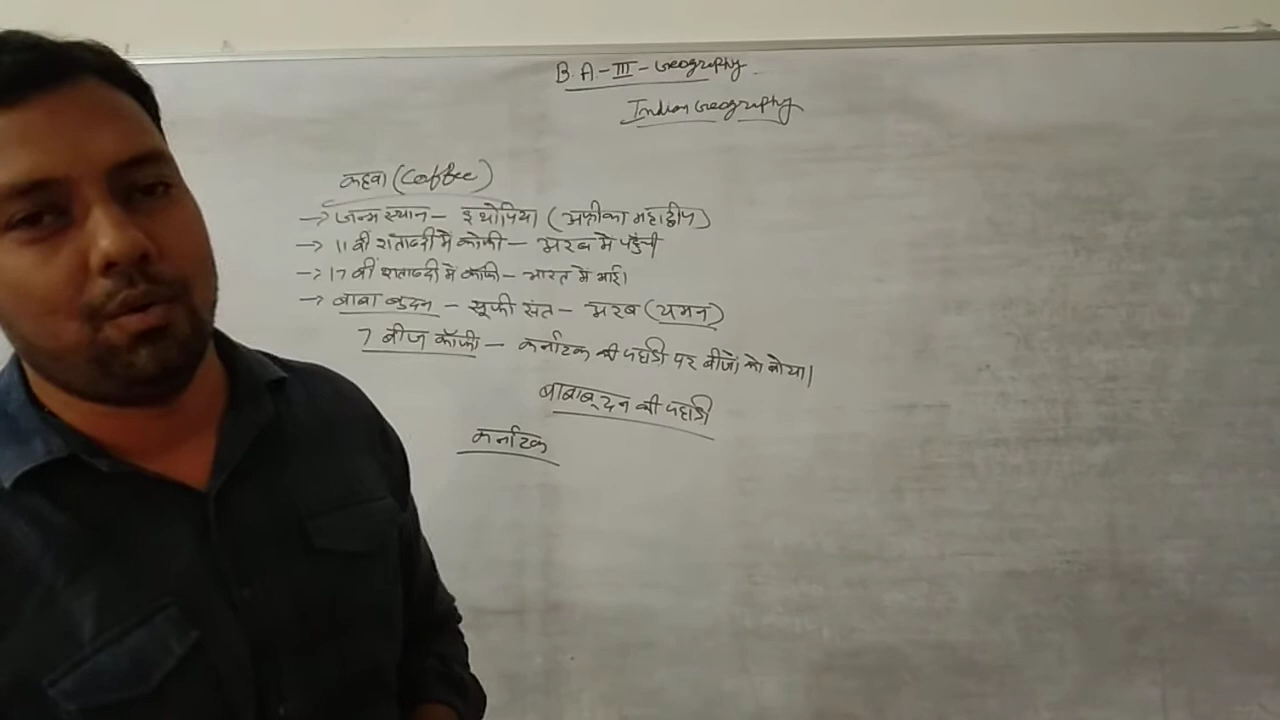 B.A-III-Geography
Indian Geography
कहवा (Coffee)
→ जन्म स्थान - इथोपिया (अफ्रीका महाद्वीप)
→ 11 वीं शताब्दी में कॉफी - अरब में पहुँची
→ 17 वीं शताब्दी में कॉफी - भारत में आई।
→ बाबा बुदन - सूफी संत - अरब (यमन)
7 बीज कॉफी - कर्नाटक की पहाडी पर बीजों को बोया।
बाबाबुदन की पहाडी
कर्नाटक